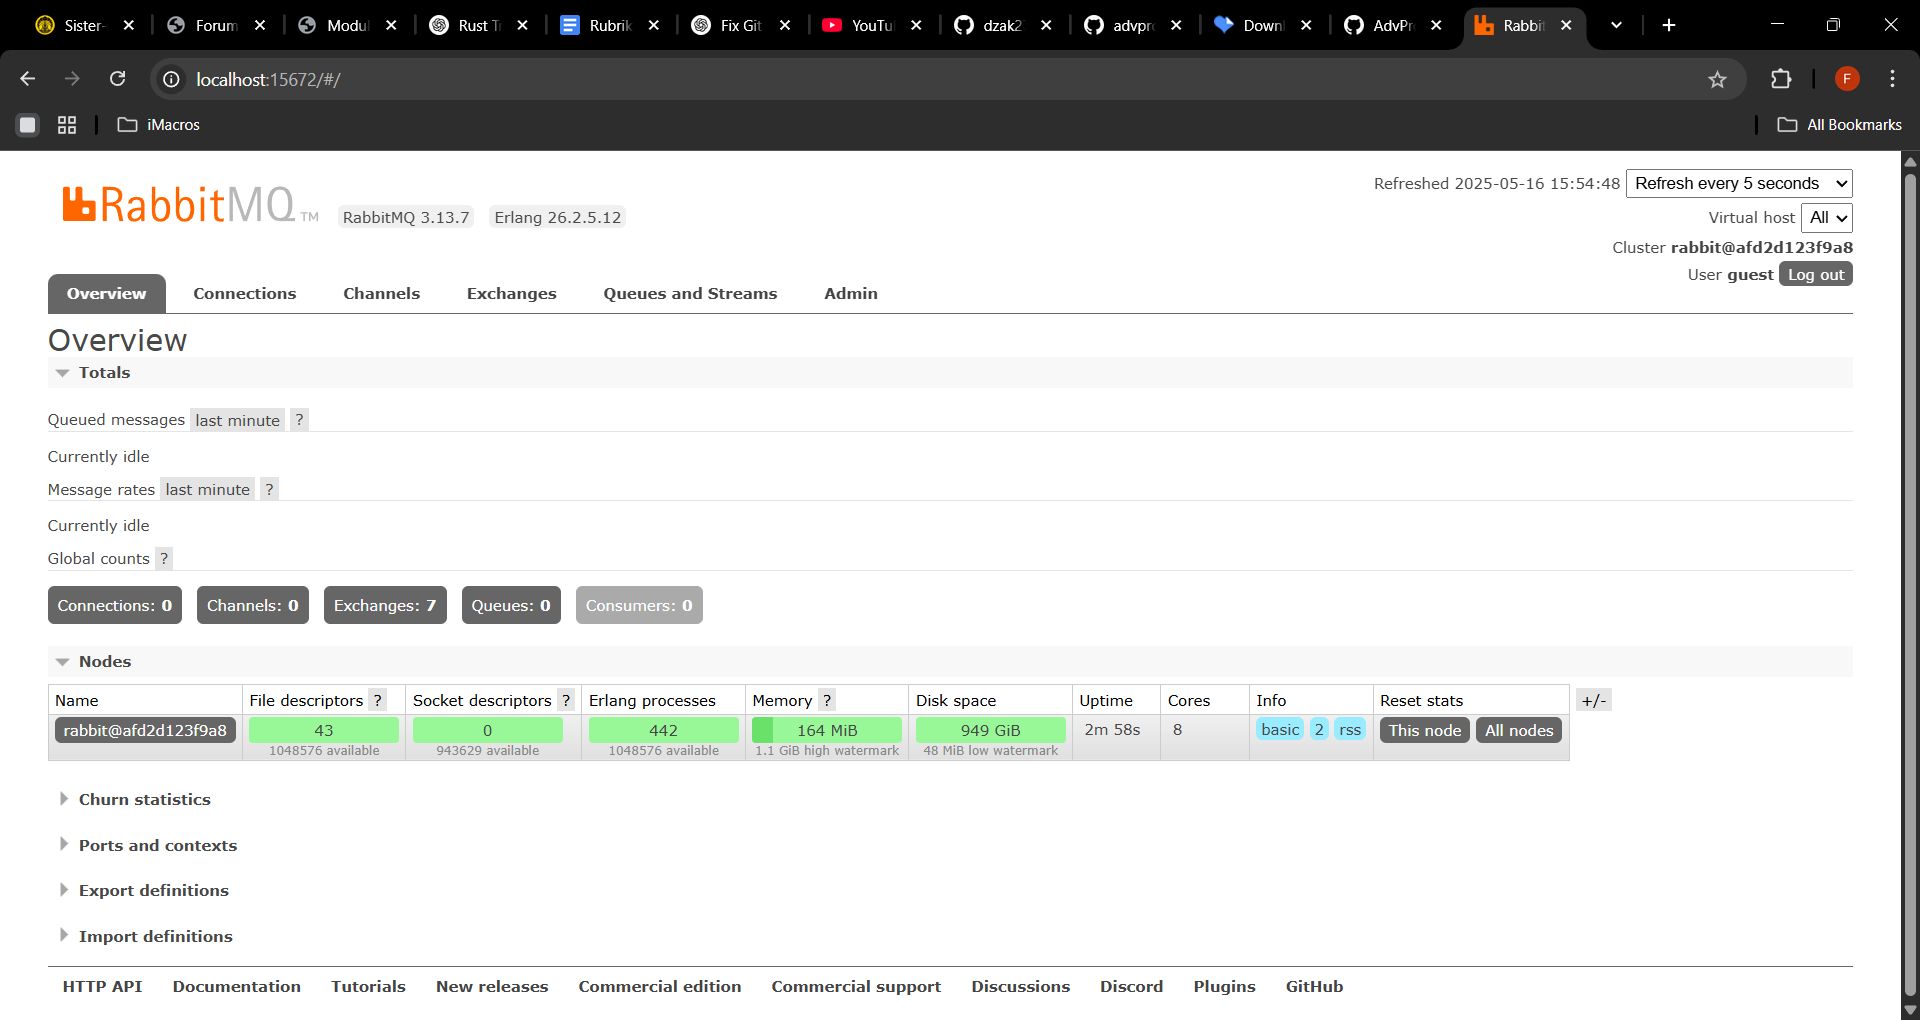 Sister- Forum Modul Rust T Rubrik Fix Git YouTu dzak2 advpr Down AdvPr Rabbit
localhost:15672/#/
iMacros All Bookmarks
RabbitMQ TM RabbitMQ 3.13.7 Erlang 26.2.5.12
Refreshed 2025-05-16 15:54:48 Refresh every 5 seconds
Virtual host All
Cluster rabbit@afd2d123f9a8
User guest Log out
Overview Connections Channels Exchanges Queues and Streams Admin
Overview
Totals
Queued messages last minute ?
Currently idle
Message rates last minute ?
Currently idle
Global counts ?
Connections: 0 Channels: 0 Exchanges: 7 Queues: 0 Consumers: 0
Nodes
Name File descriptors ? Socket descriptors ? Erlang processes Memory ? Disk space Uptime Cores Info Reset stats +/-
rabbit@afd2d123f9a8 43 0 442 164 MiB 949 GiB 2m 58s 8 basic 2 rss This node All nodes
1048576 available 943629 available 1048576 available 1.1 GiB high watermark 48 MiB low watermark
Churn statistics
Ports and contexts
Export definitions
Import definitions
HTTP API Documentation Tutorials New releases Commercial edition Commercial support Discussions Discord Plugins GitHub